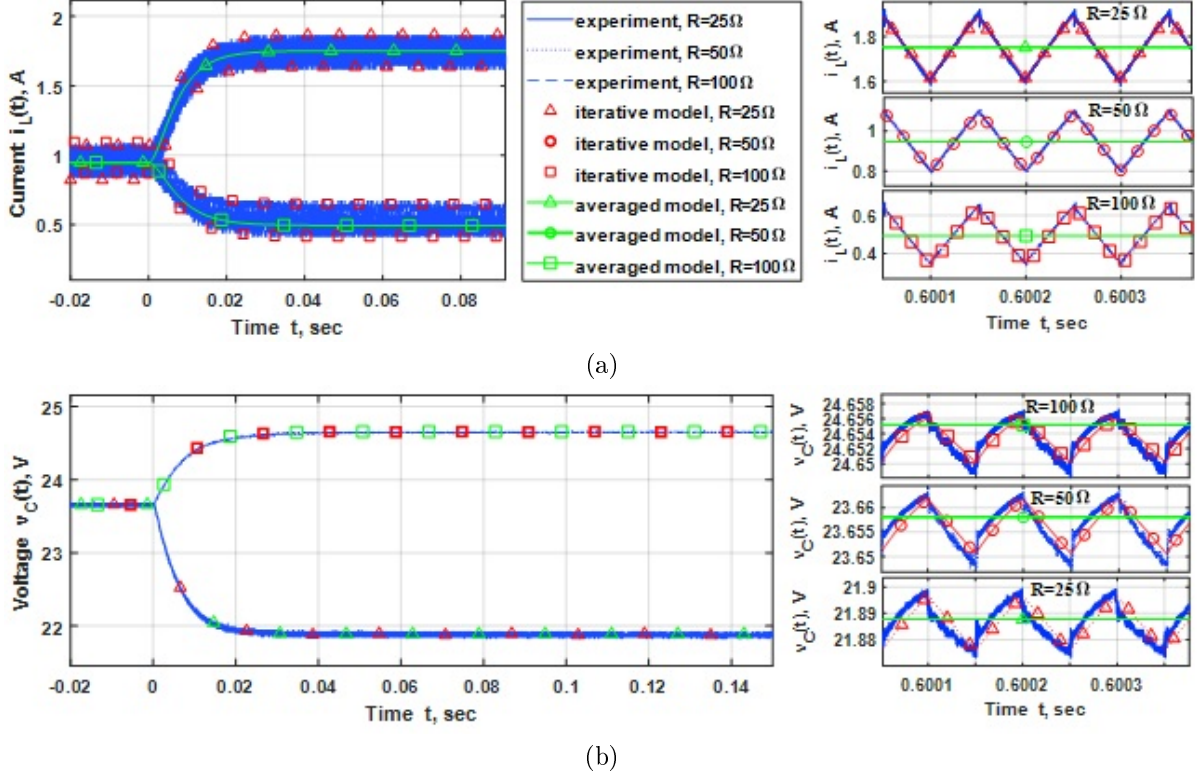 2
1.5
1
0.5
-0.02
0
0.02
0.04
0.06
0.08
Current i_L(t), A
Time t, sec
experiment, R=25Ω
experiment, R=50Ω
experiment, R=100Ω
iterative model, R=25Ω
iterative model, R=50Ω
iterative model, R=100Ω
averaged model, R=25Ω
averaged model, R=50Ω
averaged model, R=100Ω
R=25 Ω
1.8
1.6
i_L(t), A
R=50Ω
1
0.8
i_L(t), A
R=100Ω
0.6
0.4
i_L(t), A
0.6001
0.6002
0.6003
Time t, sec
(a)
25
24
23
22
-0.02
0
0.02
0.04
0.06
0.08
0.1
0.12
0.14
Voltage v_C(t), V
Time t, sec
R=100 Ω
24.658
24.656
24.654
24.652
24.65
v_C(t), V
R=50 Ω
23.66
23.655
23.65
v_C(t), V
R=25 Ω
21.9
21.89
21.88
v_C(t), V
0.6001
0.6002
0.6003
Time t, sec
(b)